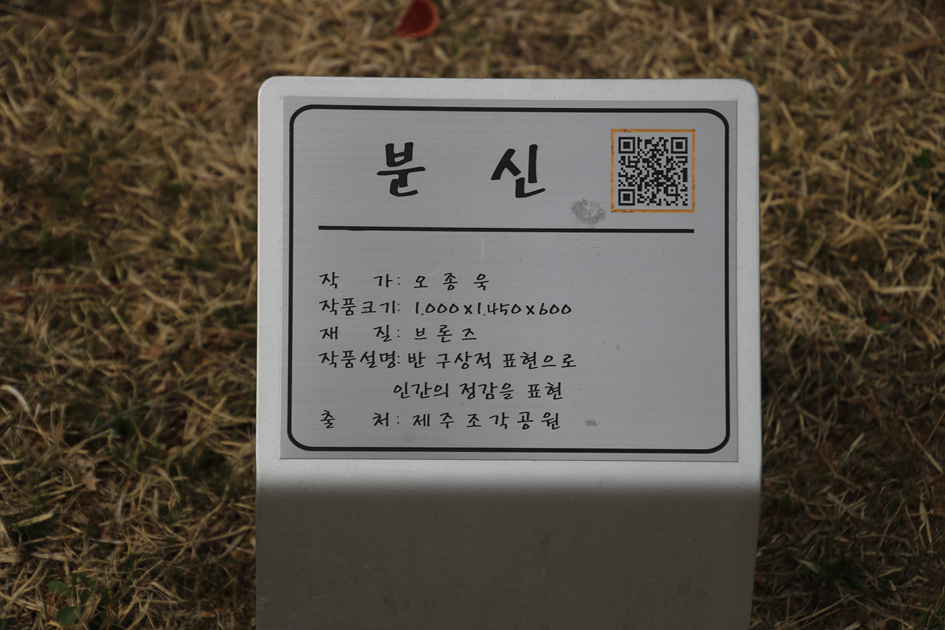 분 신
작 가: 오종욱
작품크기: 1.000x1.450x600
재 질: 브론즈
작품설명: 반 구상적 표현으로
인간의 정감을 표현
출 처: 제주조각공원